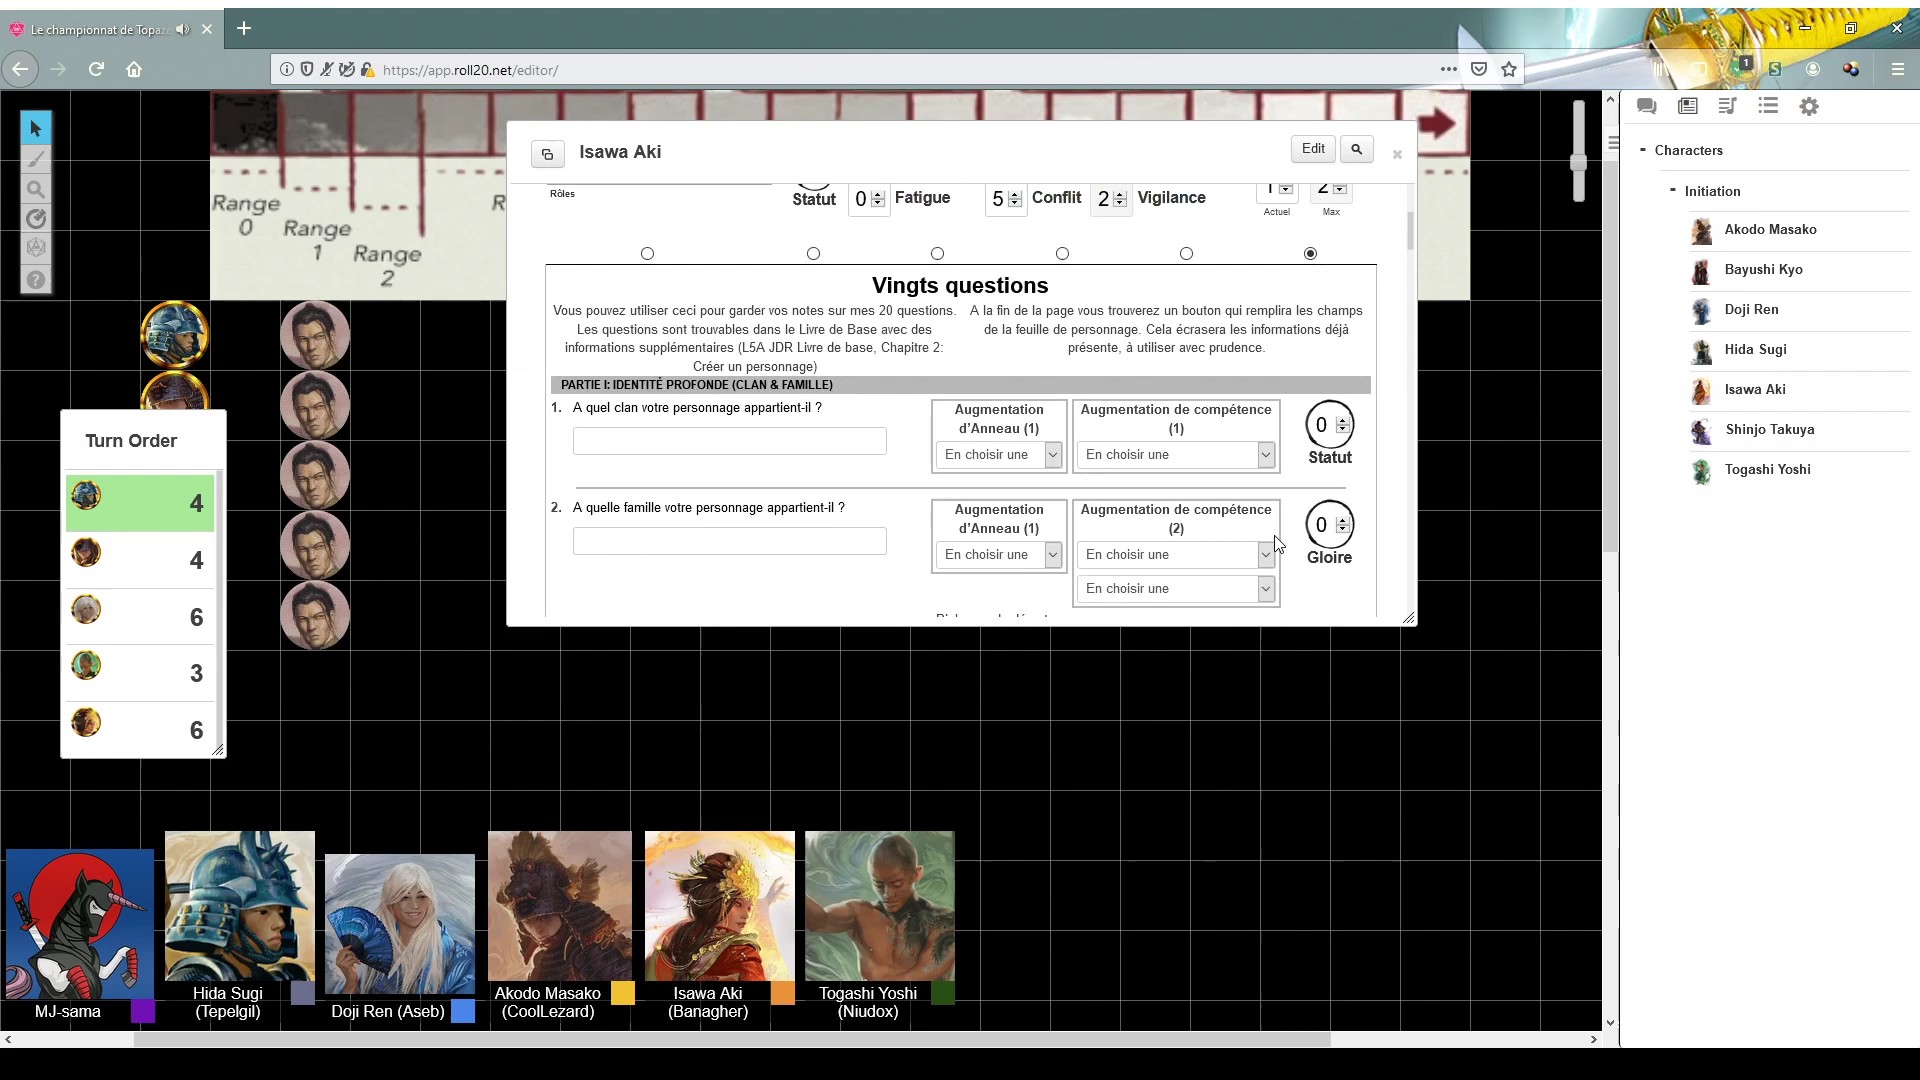 Le championnat de Topaze
https://app.roll20.net/editor/
1
Range
0
Range
1
Range
2
R
Isawa Aki
Edit
Rôles
Statut
0
Fatigue
5
Conflit
2
Vigilance
1
2
Actuel
Max
Vingts questions
Vous pouvez utiliser ceci pour garder vos notes sur mes 20 questions.
Les questions sont trouvables dans le Livre de Base avec des
informations supplémentaires (L5A JDR Livre de base, Chapitre 2:
Créer un personnage)
A la fin de la page vous trouverez un bouton qui remplira les champs
de la feuille de personnage. Cela écrasera les informations déjà
présente, à utiliser avec prudence.
PARTIE I: IDENTITÉ PROFONDE (CLAN & FAMILLE)
1. A quel clan votre personnage appartient-il ?
Augmentation
d'Anneau (1)
En choisir une
Augmentation de compétence
(1)
En choisir une
0
Statut
2. A quelle famille votre personnage appartient-il ?
Augmentation
d'Anneau (1)
En choisir une
Augmentation de compétence
(2)
En choisir une
En choisir une
0
Gloire
Turn Order
4
4
6
3
6
MJ-sama
Hida Sugi
(Tepelgil)
Doji Ren (Aseb)
Akodo Masako
(CoolLezard)
Isawa Aki
(Banagher)
Togashi Yoshi
(Niudox)
Characters
Initiation
Akodo Masako
Bayushi Kyo
Doji Ren
Hida Sugi
Isawa Aki
Shinjo Takuya
Togashi Yoshi